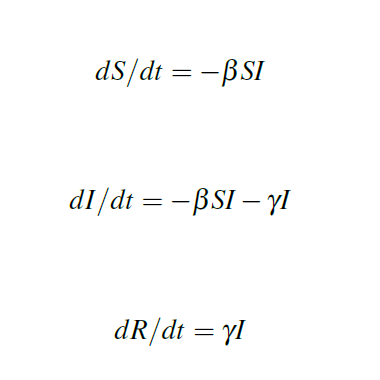 dS/dt = −βSI
dI/dt = −βSI − γI
dR/dt = γI